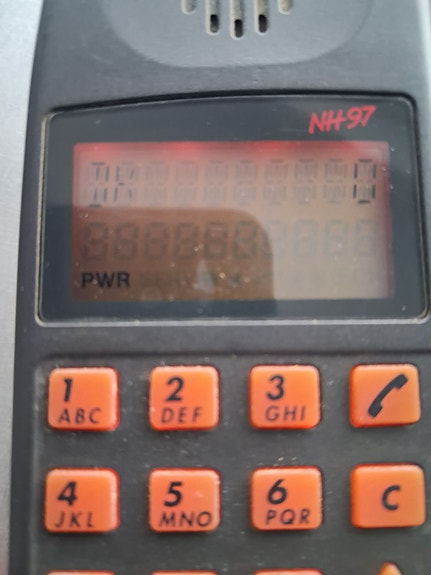 NH-97
PWR
1 2 3
ABC DEF GHI
4 5 6 C
JKL MNO PQR